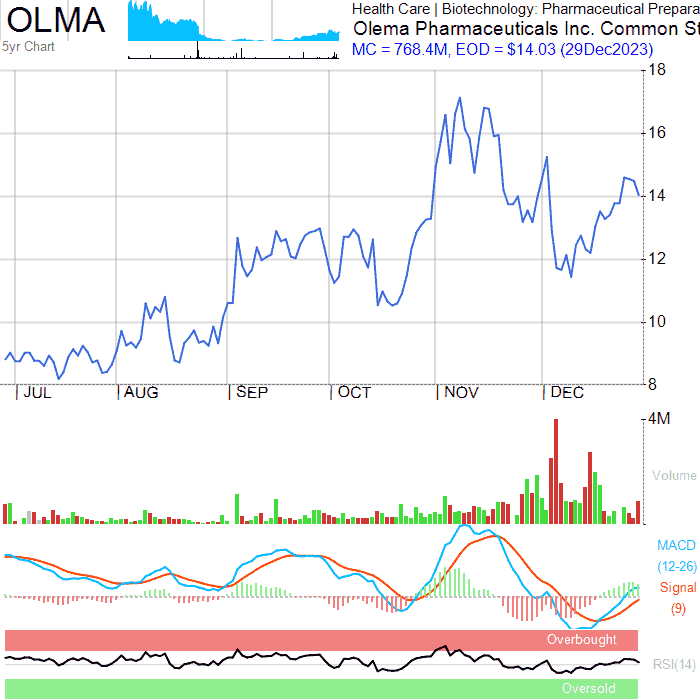 OLMA
5yr Chart
Health Care | Biotechnology: Pharmaceutical Prepara
Olema Pharmaceuticals Inc. Common St
MC = 768.4M, EOD = $14.03 (29Dec2023)
18
16
14
12
10
8
JUL AUG SEP OCT NOV DEC
4M
Volume
MACD
(12-26)
Signal
(9)
Overbought
RSI(14)
Oversold